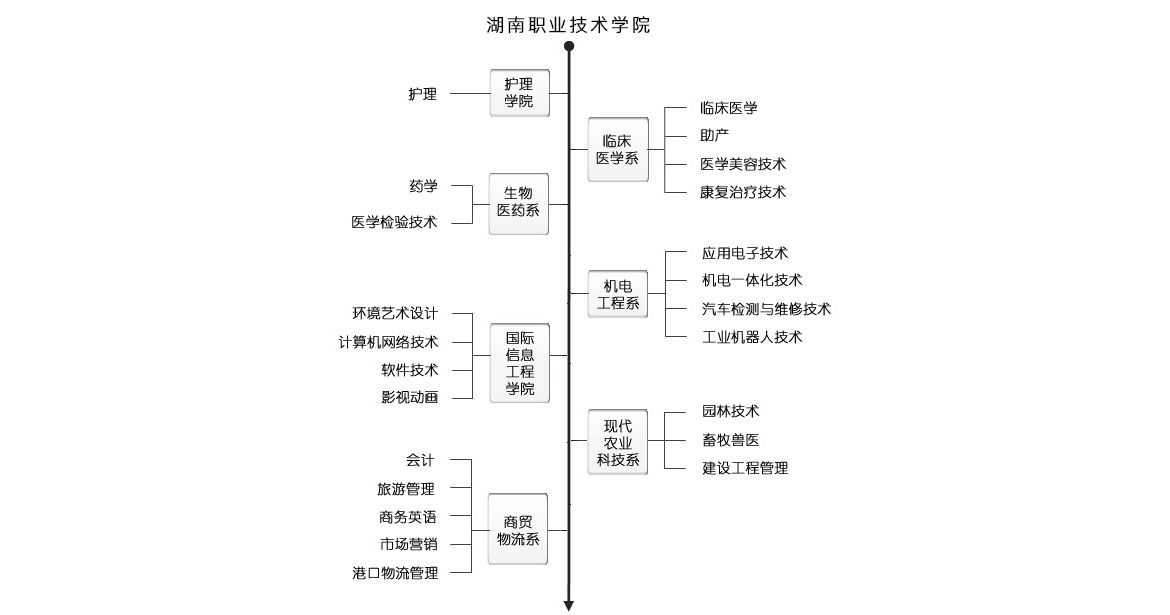 湖南职业技术学院
护理
护理
学院
临床
医学系
临床医学
助产
医学美容技术
康复治疗技术
药学
医学检验技术
生物
医药系
机电
工程系
应用电子技术
机电一体化技术
汽车检测与维修技术
工业机器人技术
环境艺术设计
计算机网络技术
软件技术
影视动画
国际
信息
工程
学院
现代
农业
科技系
园林技术
畜牧兽医
建设工程管理
会计
旅游管理
商务英语
市场营销
港口物流管理
商贸
物流系